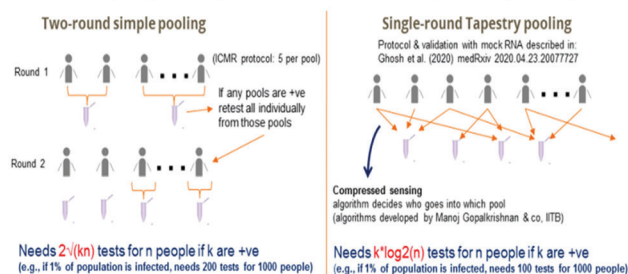 Two-round simple pooling
Round 1
(ICMR protocol: 5 per pool)
If any pools are +ve
retest all individually
from those pools
Round 2
Needs 2√(kn) tests for n people if k are +ve
(e.g., if 1% of population is infected, needs 200 tests for 1000 people)
Single-round Tapestry pooling
Protocol & validation with mock RNA described in:
Ghosh et al. (2020) medRxiv 2020.04.23.20077727
Compressed sensing
algorithm decides who goes into which pool
(algorithms developed by Manoj Gopalkrishnan & co, IITB)
Needs k*log2(n) tests for n people if k are +ve
(e.g., if 1% of population is infected, needs 100 tests for 1000 people)